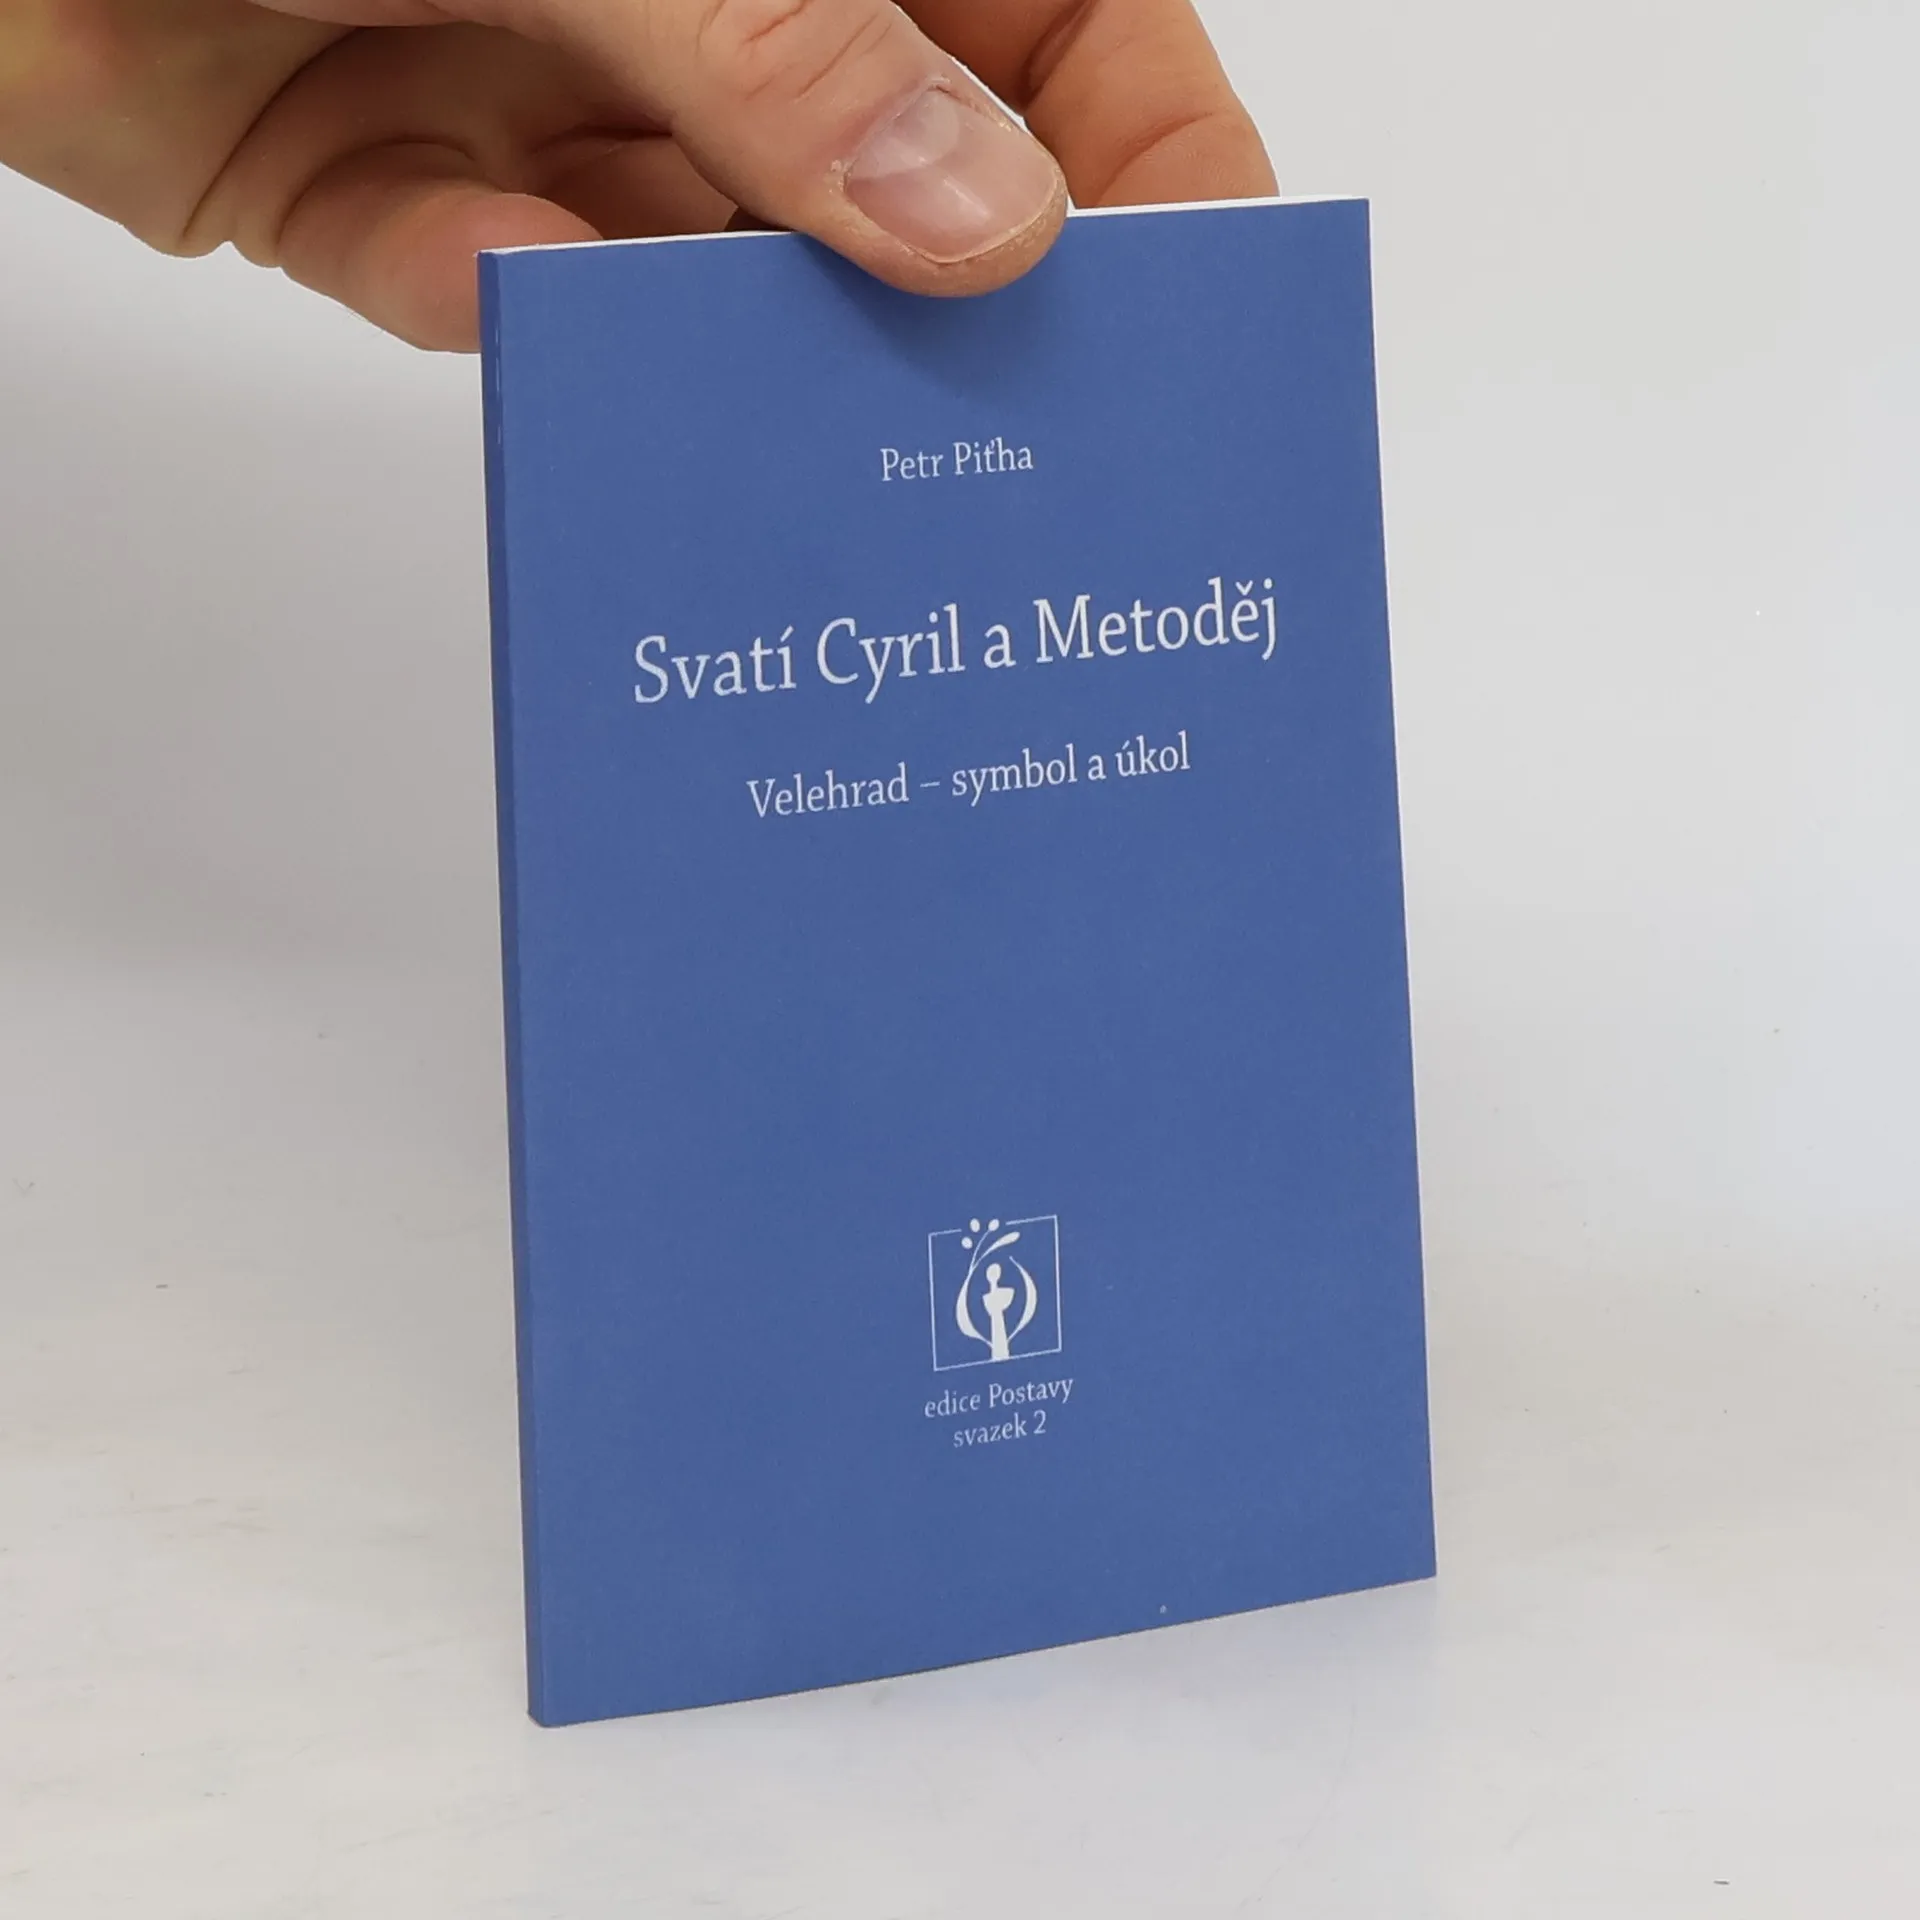 Petr Piťha
Svatí Cyril a Metoděj
Velehrad – symbol a úkol
edice Postavy
svazek 2